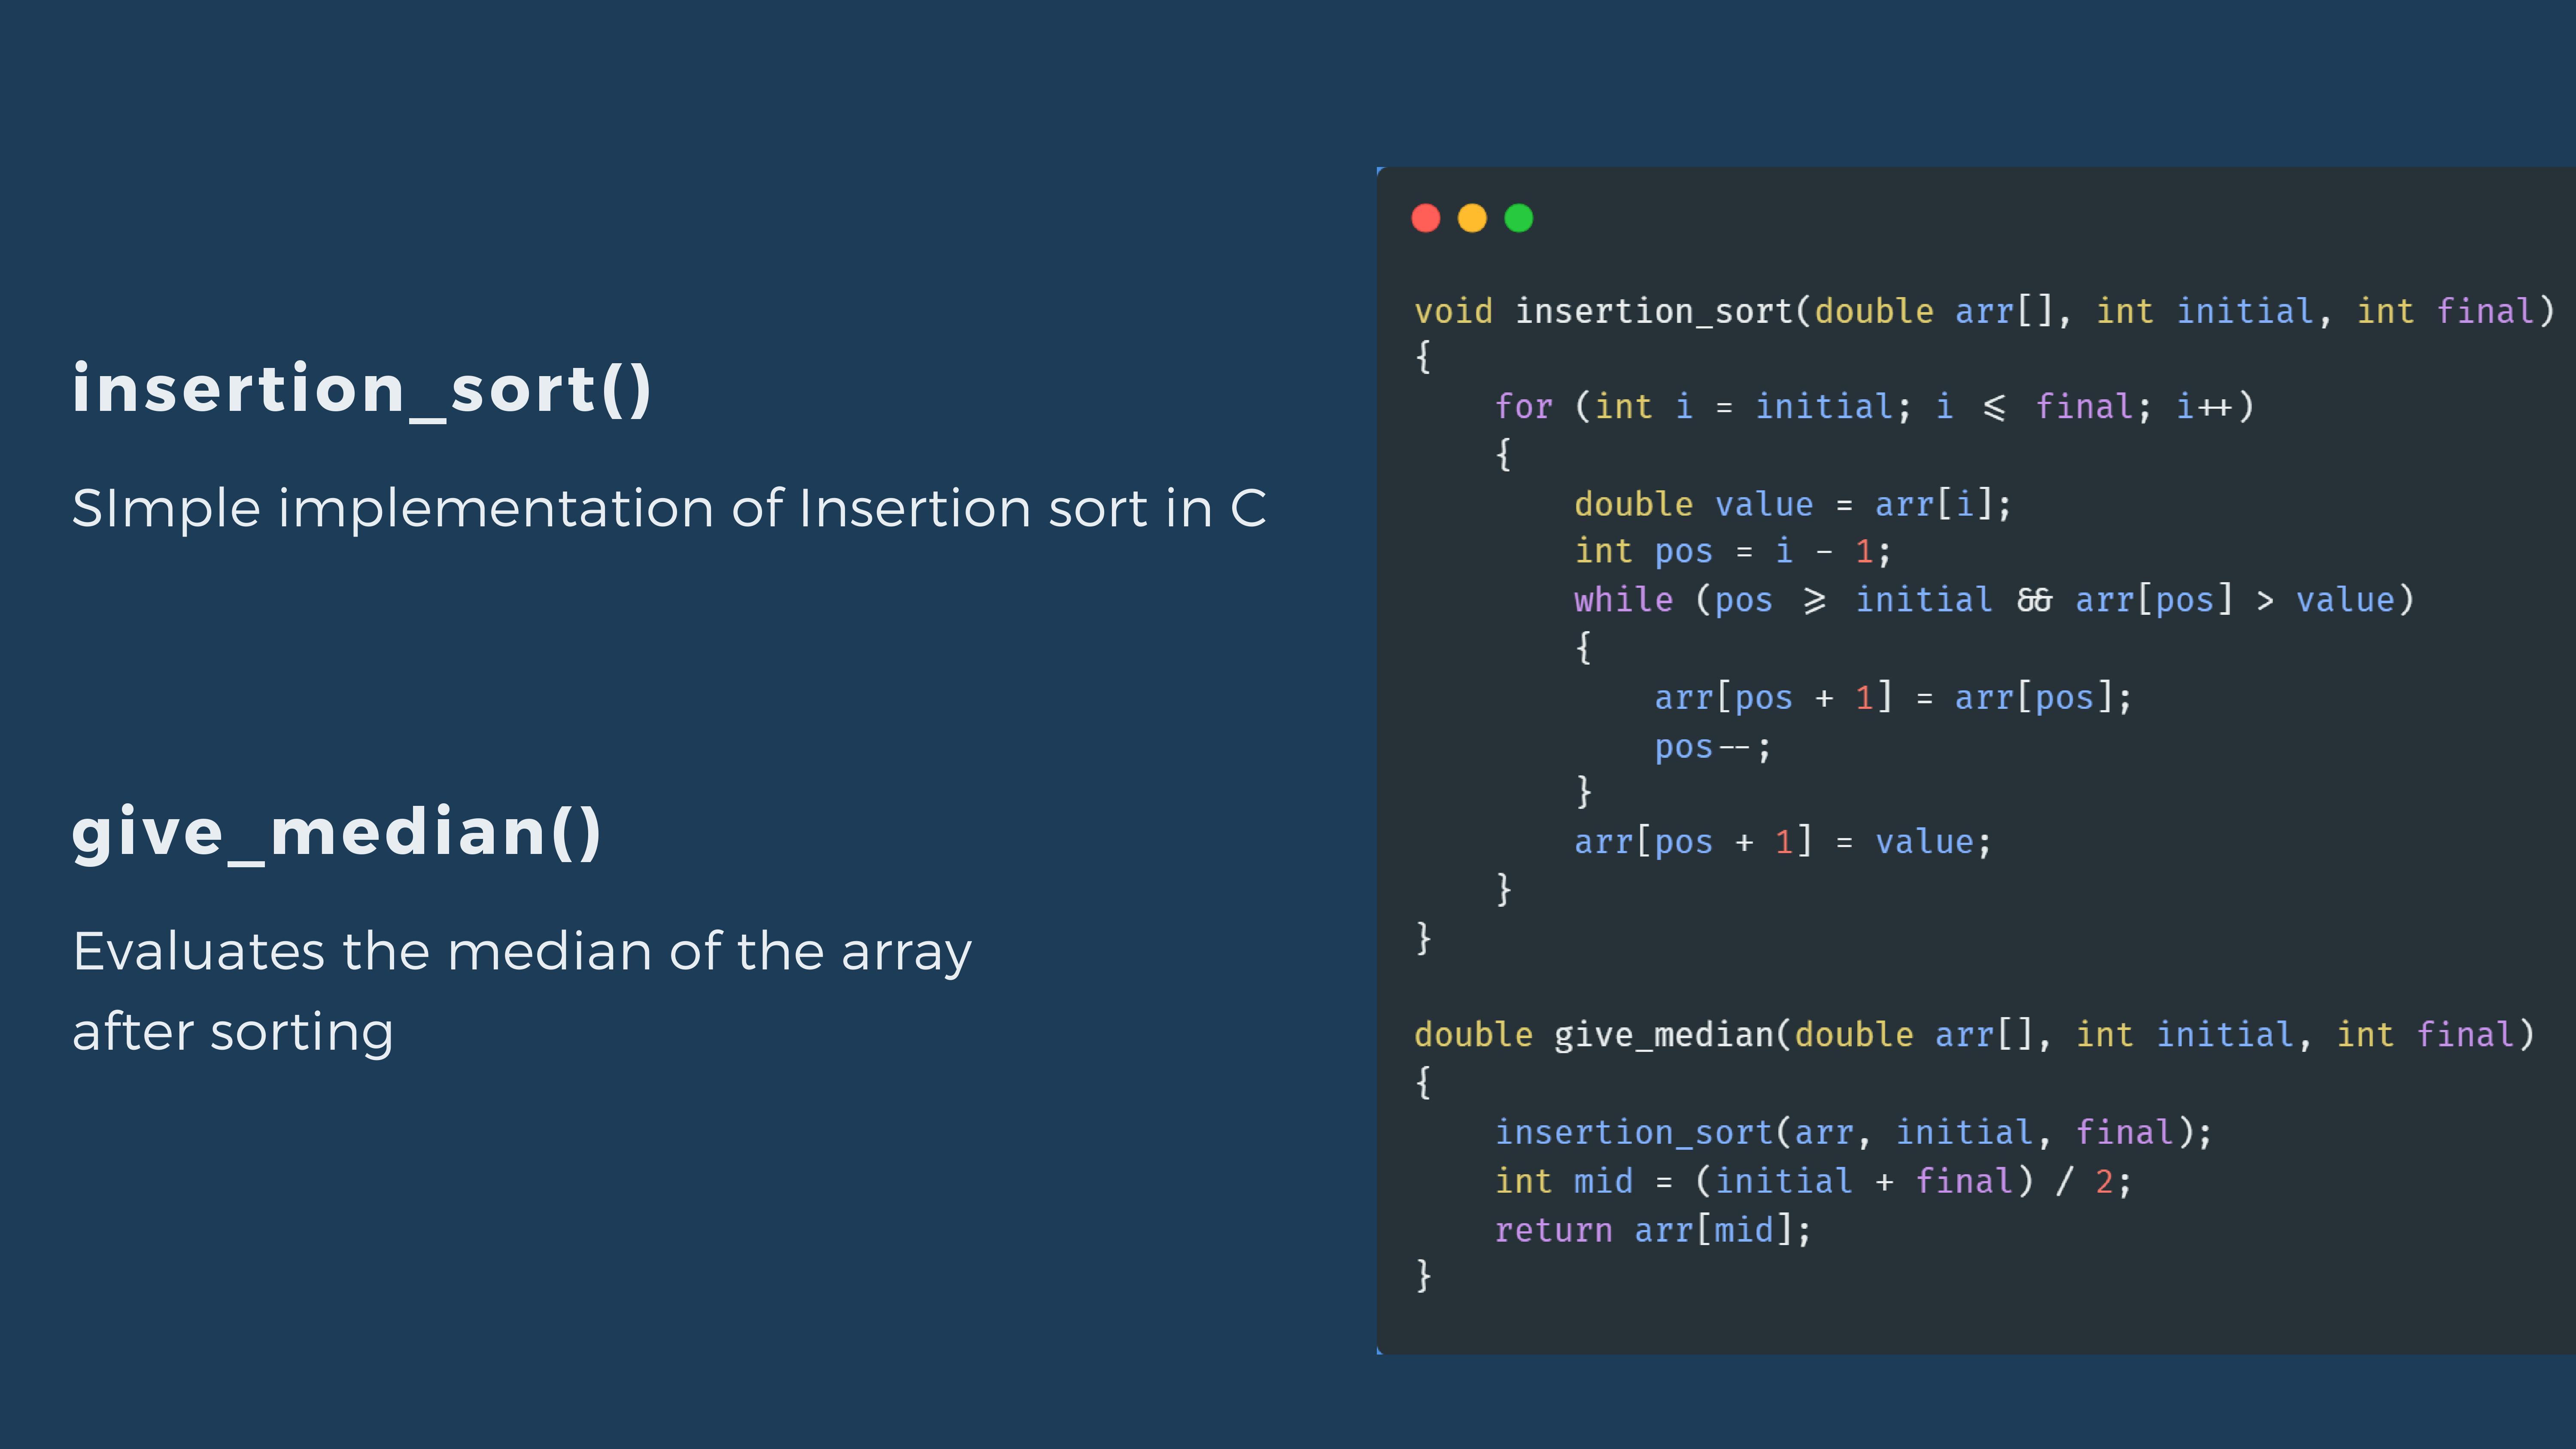 insertion_sort()
SImple implementation of Insertion sort in C
give_median()
Evaluates the median of the array
after sorting
void insertion_sort(double arr[], int initial, int final)
{
    for (int i = initial; i <= final; i++)
    {
        double value = arr[i];
        int pos = i - 1;
        while (pos >= initial && arr[pos] > value)
        {
            arr[pos + 1] = arr[pos];
            pos--;
        }
        arr[pos + 1] = value;
    }
}
double give_median(double arr[], int initial, int final)
{
    insertion_sort(arr, initial, final);
    int mid = (initial + final) / 2;
    return arr[mid];
}